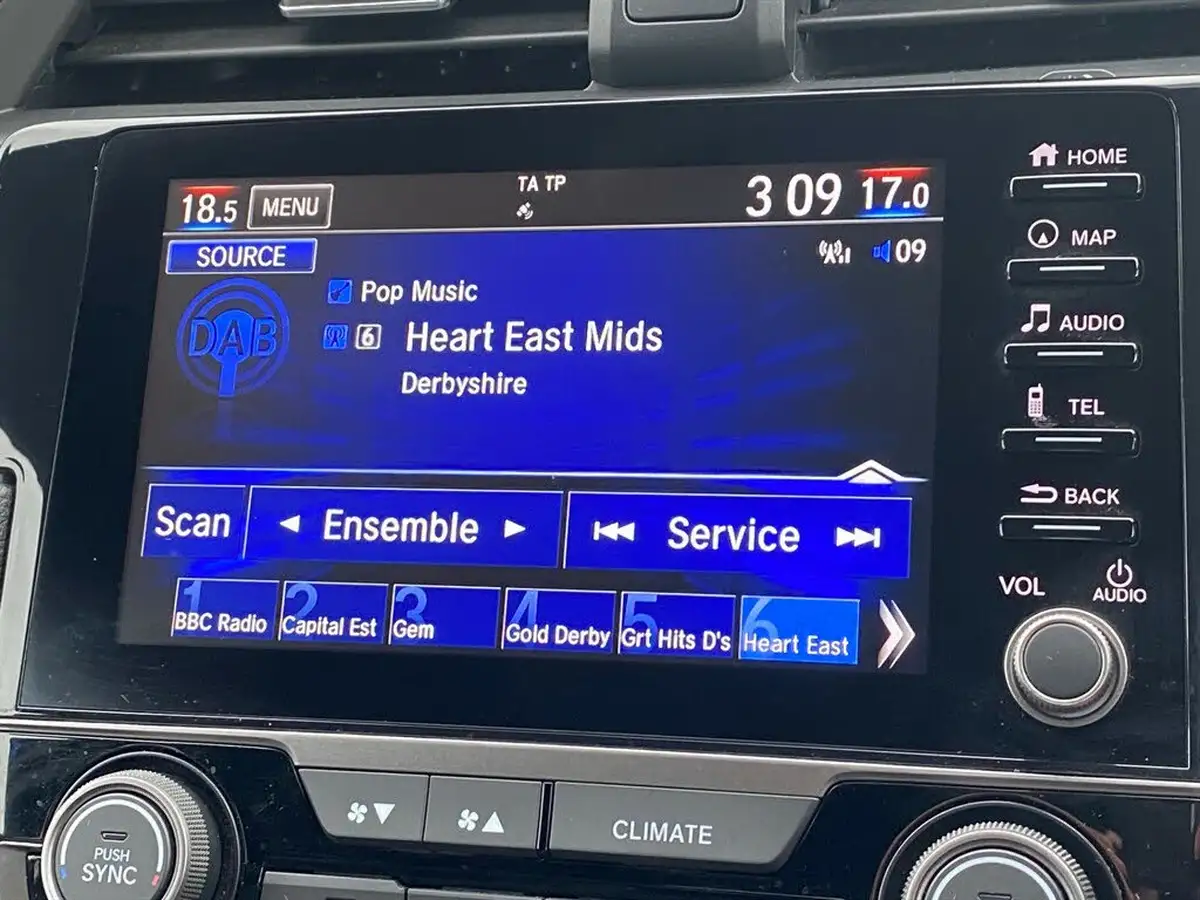 18.5
MENU
TA TP
3 09
17.0
SOURCE
09
DAB
Pop Music
6
Heart East Mids
Derbyshire
Scan
Ensemble
Service
1
BBC Radio
2
Capital Est
3
Gem
4
Gold Derby
5
Grt Hits D's
6
Heart East
HOME
MAP
AUDIO
TEL
BACK
VOL
AUDIO
PUSH
SYNC
CLIMATE